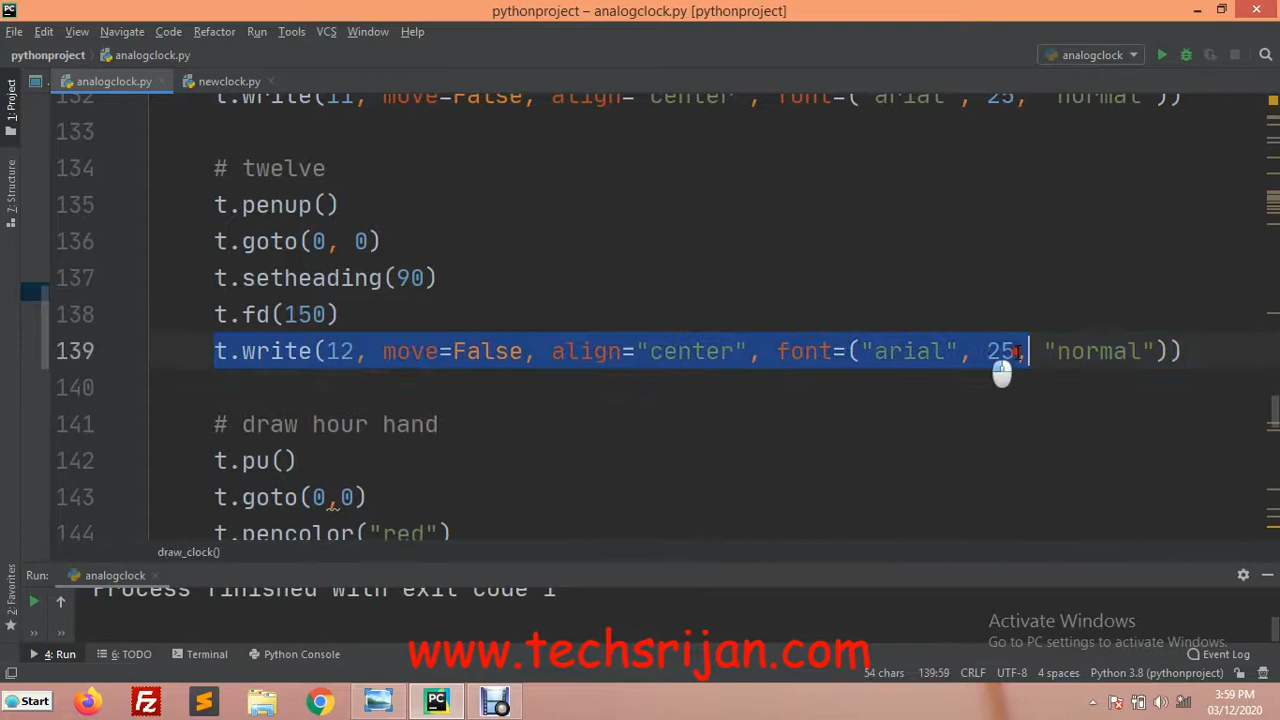 pythonproject – analogclock.py [pythonproject]
File Edit View Navigate Code Refactor Run Tools VCS Window Help
pythonproject analogclock.py analogclock
1: Project
analogclock.py newclock.py
7: Structure
2: Favorites
132 t.write(11, move=False, align="center", font=("arial", 25, "normal"))
133
134 # twelve
135 t.penup()
136 t.goto(0, 0)
137 t.setheading(90)
138 t.fd(150)
139 t.write(12, move=False, align="center", font=("arial", 25, "normal"))
140
141 # draw hour hand
142 t.pu()
143 t.goto(0,0)
144 t.pencolor("red")
draw_clock()
Run: analogclock
Process finished with exit code 1
Activate Windows
Go to PC settings to activate Windows.
www.techsrijan.com
4: Run 6: TODO Terminal Python Console Event Log
54 chars 139:59 CRLF UTF-8 4 spaces Python 3.8 (pythonproject)
Start
3:59 PM
03/12/2020